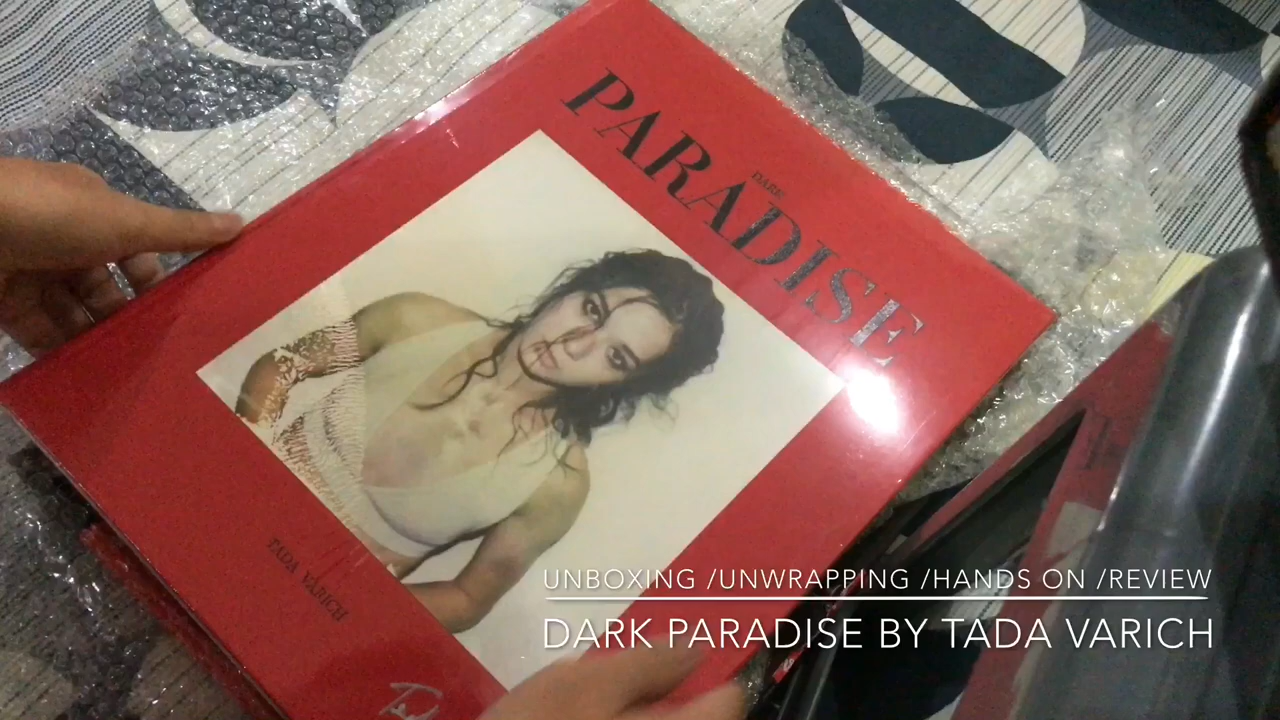 DARK
PARADISE
TADA VARICH
UNBOXING /UNWRAPPING /HANDS ON /REVIEW
DARK PARADISE BY TADA VARICH